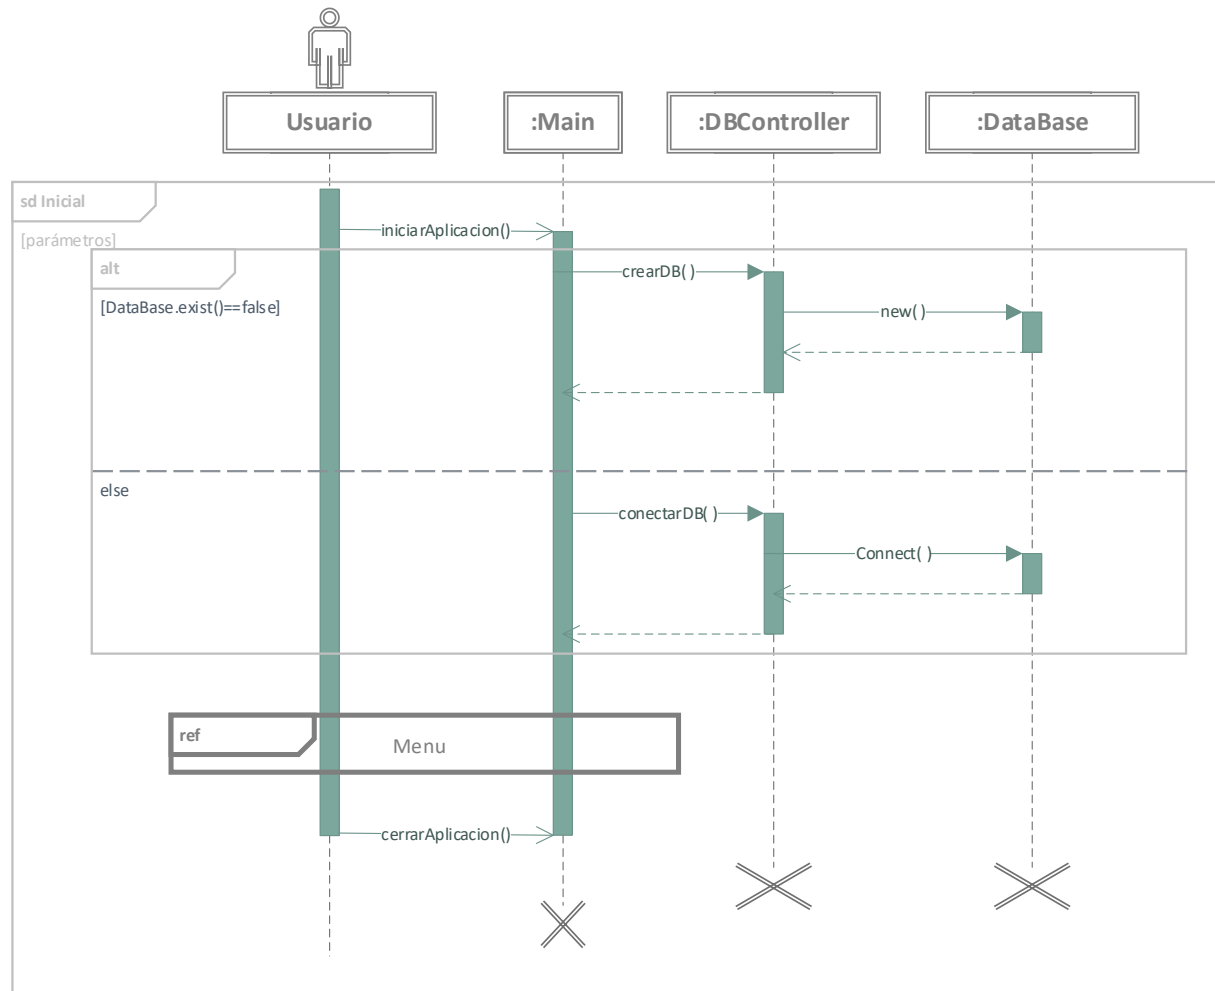 Usuario
:Main
:DBController
:DataBase
sd Inicial
[parámetros]
iniciarAplicacion()
alt
[DataBase.exist()==false]
crearDB( )
new( )
else
conectarDB( )
Connect( )
ref
Menu
cerrarAplicacion()